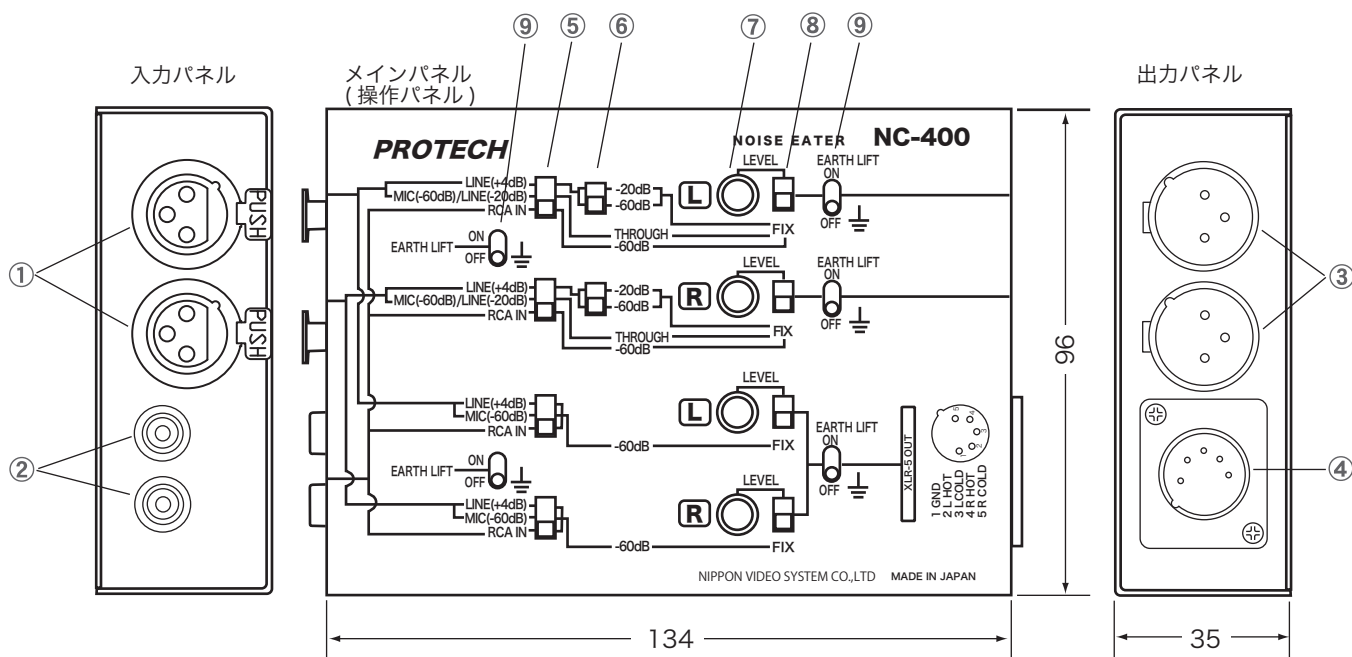 ⑨ ⑤ ⑥ ⑦ ⑧ ⑨
入力パネル
メインパネル
(操作パネル)
出力パネル
PUSH
PUSH
①
②
PROTECH
NOISE EATER NC-400
LINE(+4dB)
MIC(-60dB)/LINE(-20dB)
RCA IN
-20dB
-60dB
L
LEVEL
EARTH LIFT
ON
OFF
FIX
THROUGH
-60dB
EARTH LIFT
ON
OFF
LINE(+4dB)
MIC(-60dB)/LINE(-20dB)
RCA IN
-20dB
-60dB
R
LEVEL
EARTH LIFT
ON
OFF
FIX
THROUGH
-60dB
LINE(+4dB)
MIC(-60dB)
RCA IN
L
LEVEL
-60dB
FIX
EARTH LIFT
ON
OFF
EARTH LIFT
ON
OFF
LINE(+4dB)
MIC(-60dB)
RCA IN
R
LEVEL
-60dB
FIX
XLR-5 OUT
5
4
3
2
1
1 GND
2 L HOT
3 L COLD
4 R HOT
5 R COLD
NIPPON VIDEO SYSTEM CO.,LTD MADE IN JAPAN
③
④
96
134
35